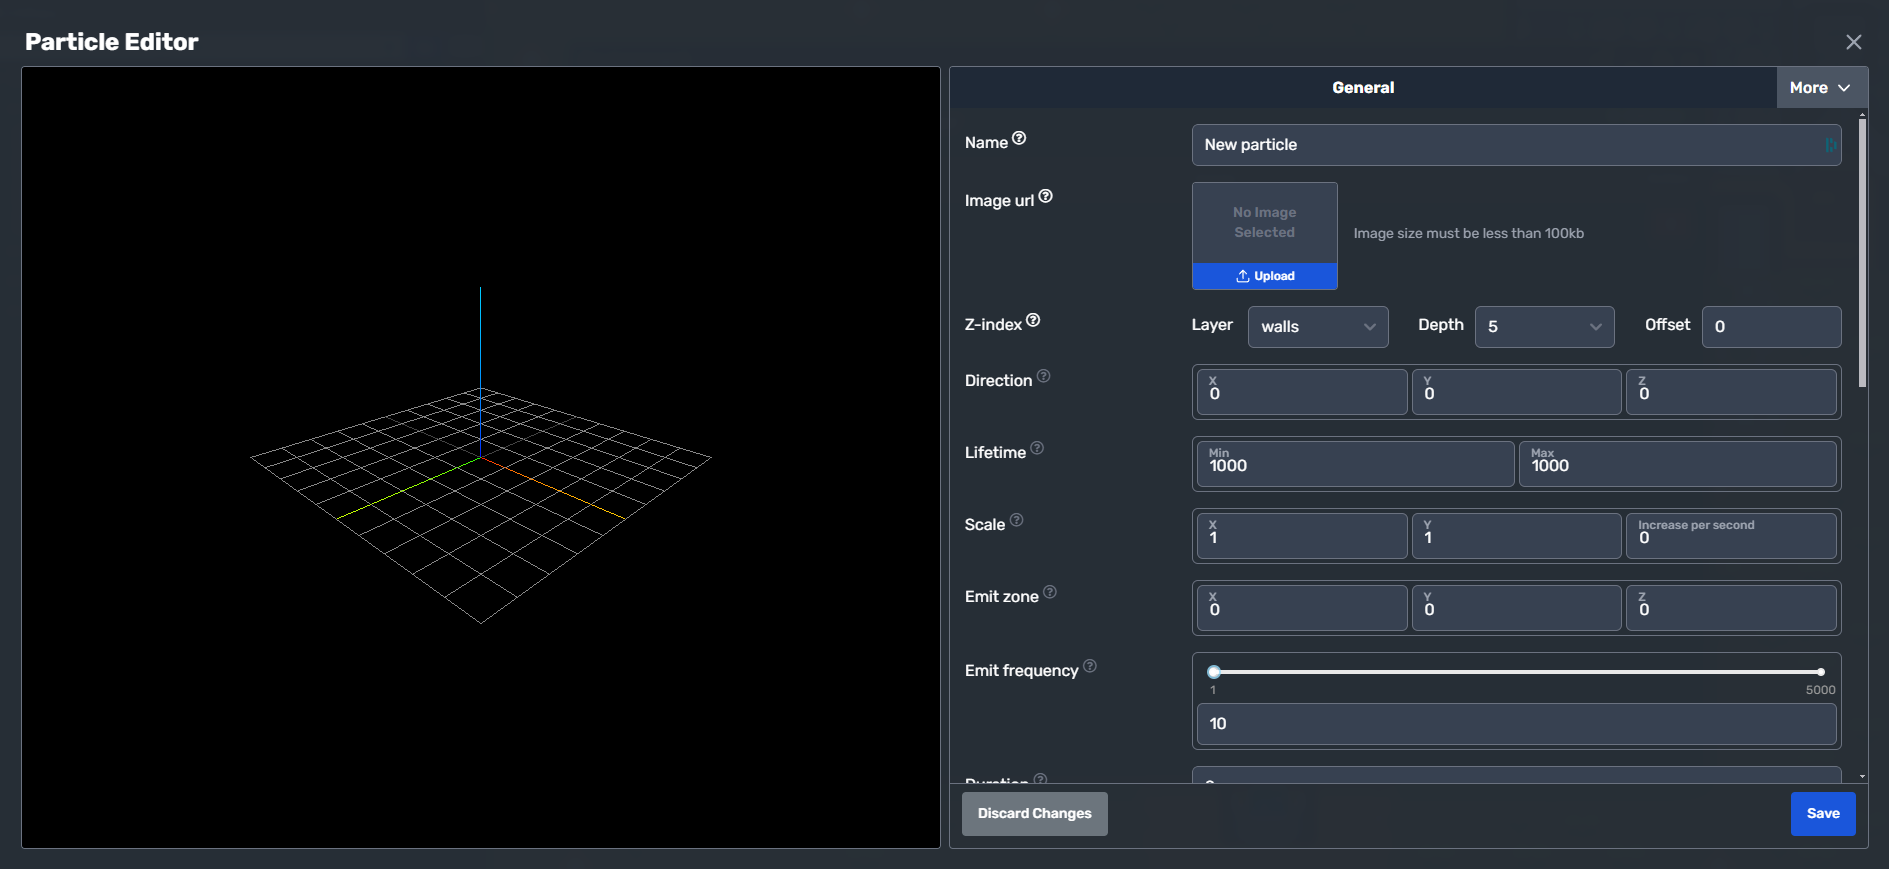 Particle Editor
General
More
Name
New particle
Image url
No Image
Selected
Upload
Image size must be less than 100kb
Z-index
Layer
walls
Depth
5
Offset
0
Direction
X
0
Y
0
Z
0
Lifetime
Min
1000
Max
1000
Scale
X
1
Y
1
Increase per second
0
Emit zone
X
0
Y
0
Z
0
Emit frequency
1
5000
10
Duration
Discard Changes
Save